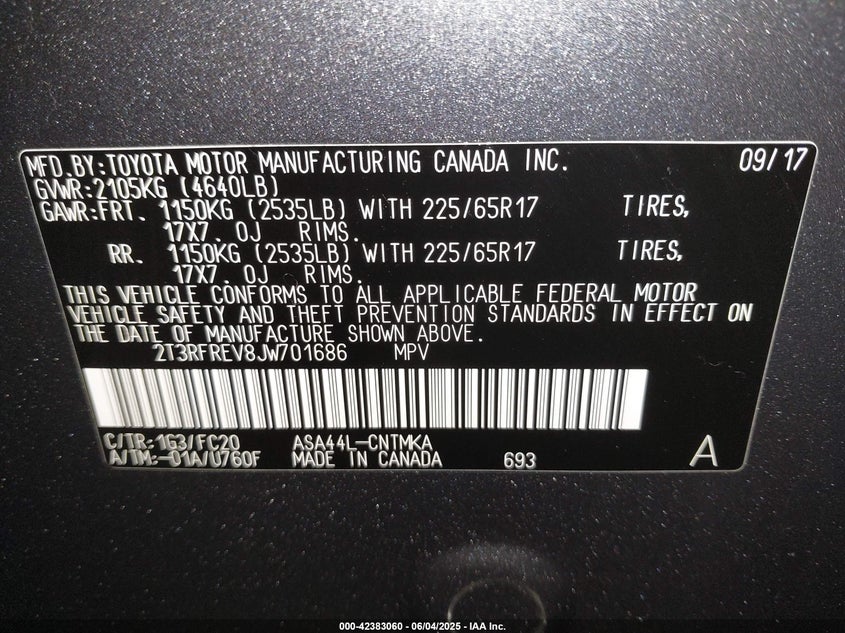 MFD.BY:TOYOTA MOTOR MANUFACTURING CANADA INC. 09/17
GVWR:2105KG (4640LB)
GAWR:FRT. 1150KG (2535LB) WITH 225/65R17 TIRES,
17X7.0J RIMS.
RR. 1150KG (2535LB) WITH 225/65R17 TIRES,
17X7.0J RIMS.
THIS VEHICLE CONFORMS TO ALL APPLICABLE FEDERAL MOTOR
VEHICLE SAFETY AND THEFT PREVENTION STANDARDS IN EFFECT ON
THE DATE OF MANUFACTURE SHOWN ABOVE.
2T3RFREV8JW701686 MPV
C/TR:1G3/FC20 ASA44L-CNTMKA
A/TM:-01A/U760F MADE IN CANADA 693 A
000-42383060 - 06/04/2025 - IAA Inc.